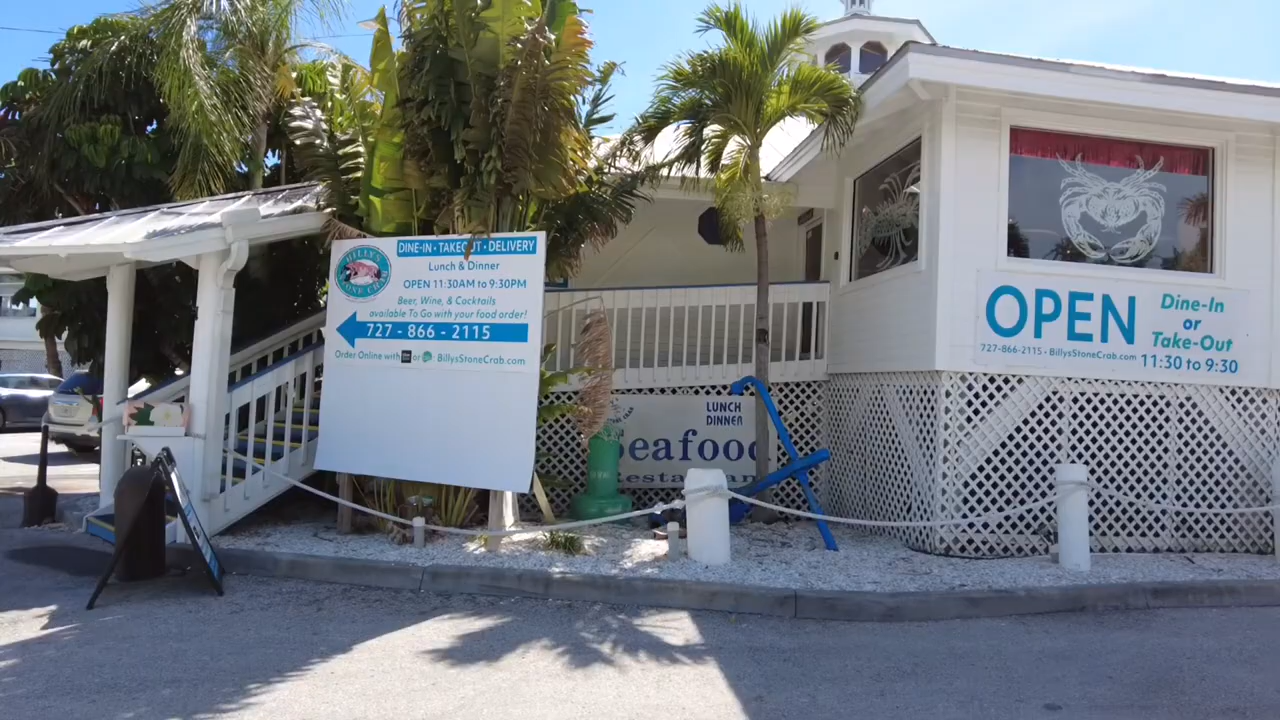 BILLY'S
STONE CRAB
DINE-IN • TAKEOUT • DELIVERY
Lunch & Dinner
OPEN 11:30AM to 9:30PM
Beer, Wine, & Cocktails
available To Go with your food order!
727 - 866 - 2115
Order Online with or BillysStoneCrab.com
LUNCH
DINNER
Seafood
Restaurant
OPEN
Dine-In
or
Take-Out
727-866-2115 • BillysStoneCrab.com
11:30 to 9:30